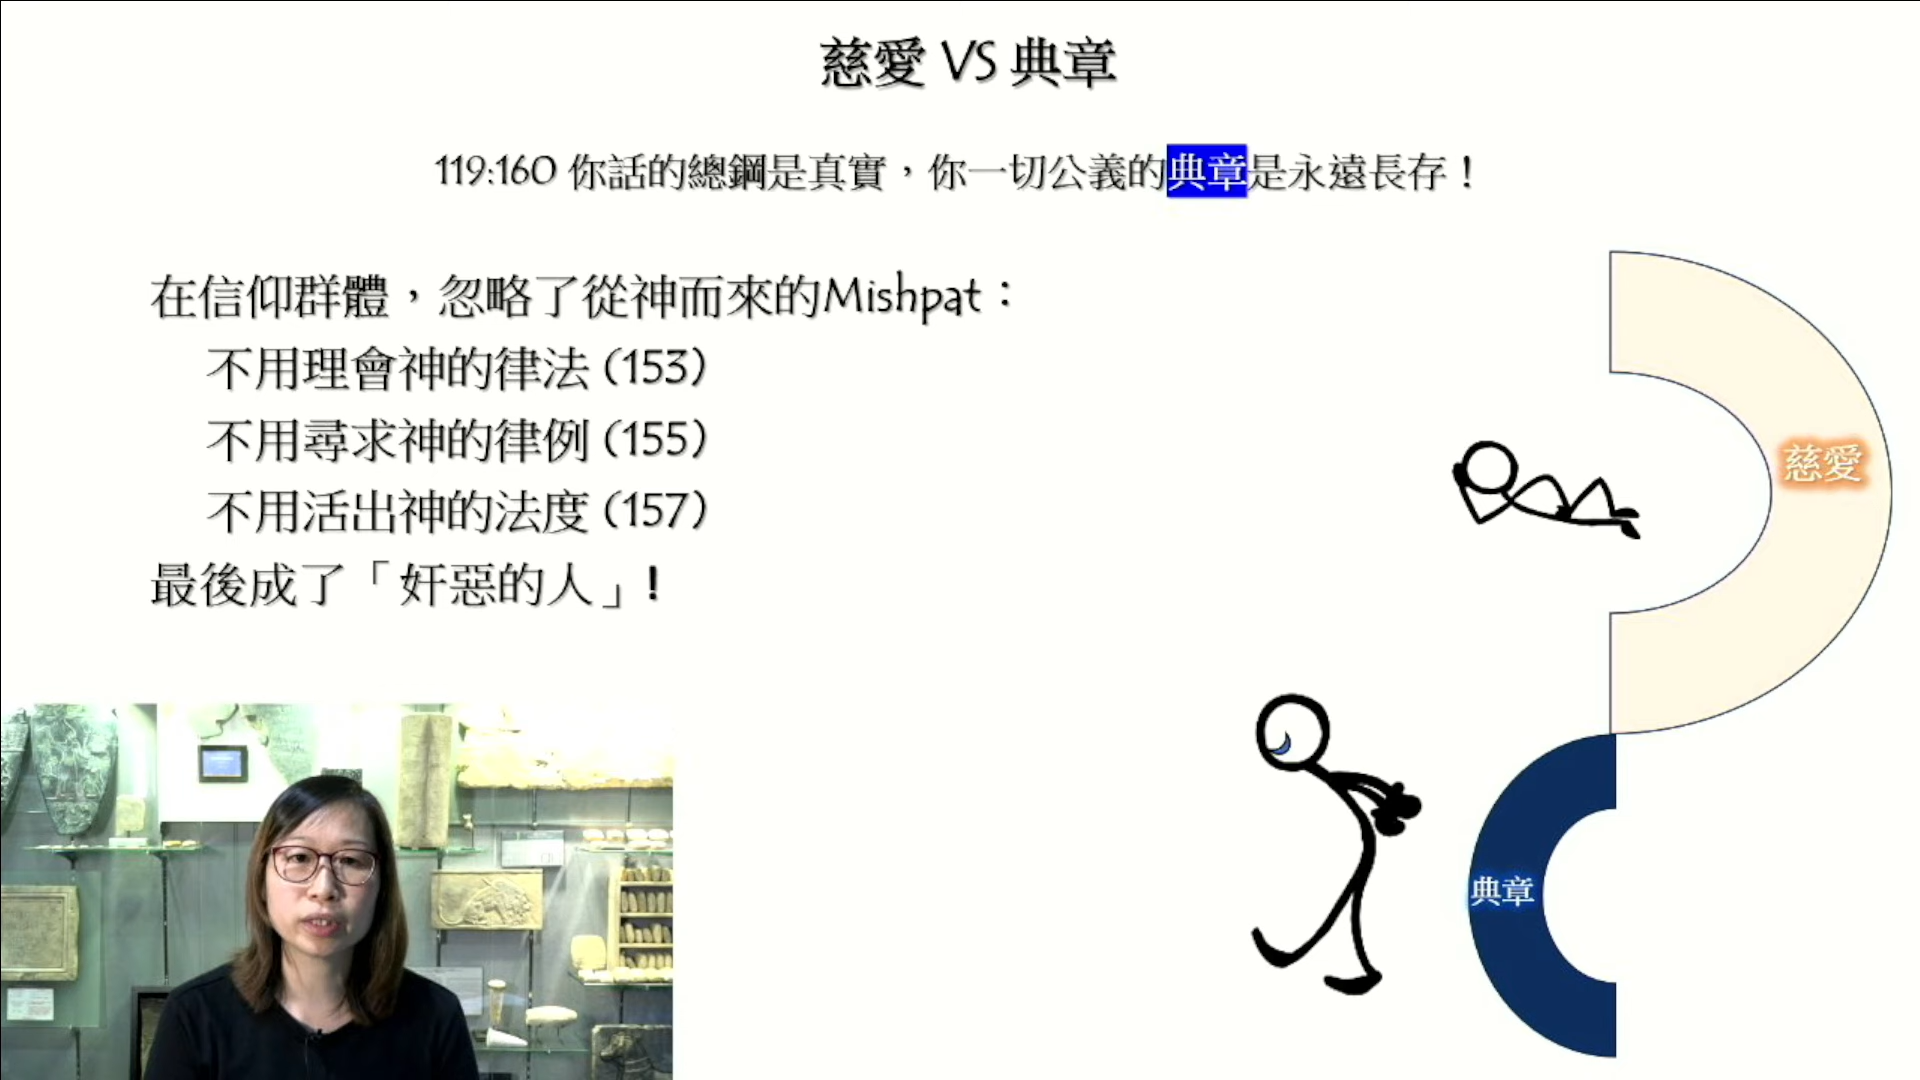 慈愛 VS 典章
119:160 你話的總鋼是真實，你一切公義的典章是永遠長存！
在信仰群體，忽略了從神而來的Mishpat：
不用理會神的律法 (153)
不用尋求神的律例 (155)
不用活出神的法度 (157)
最後成了「奸惡的人」!
慈愛
典章